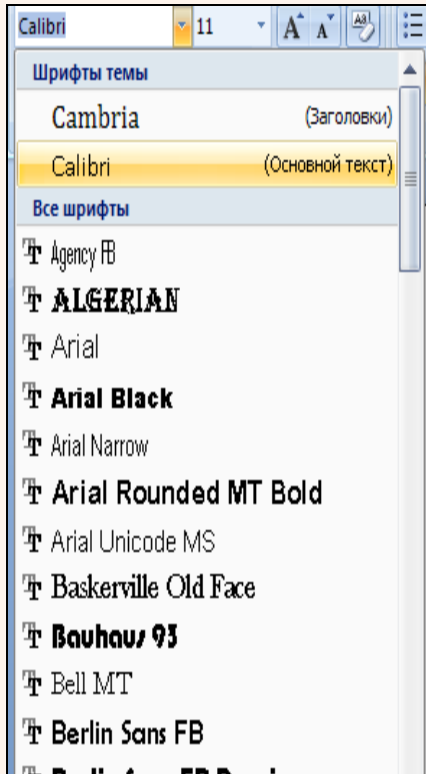 Calibri 11
Шрифты темы
Cambria (Заголовки)
Calibri (Основной текст)
Все шрифты
Agency FB
ALGERIAN
Arial
Arial Black
Arial Narrow
Arial Rounded MT Bold
Arial Unicode MS
Baskerville Old Face
Bauhaus 93
Bell MT
Berlin Sans FB